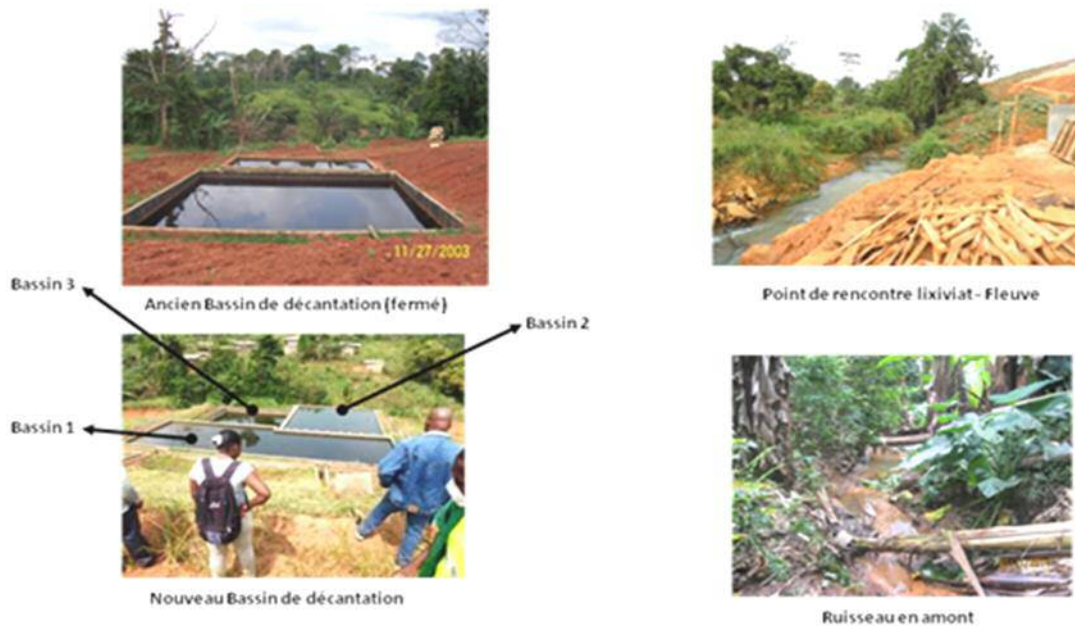 11/27/2003
Bassin 3
Ancien Bassin de décantation (fermé)
Point de rencontre lixiviat - Fleuve
Bassin 2
Bassin 1
Nouveau Bassin de décantation
Ruisseau en amont